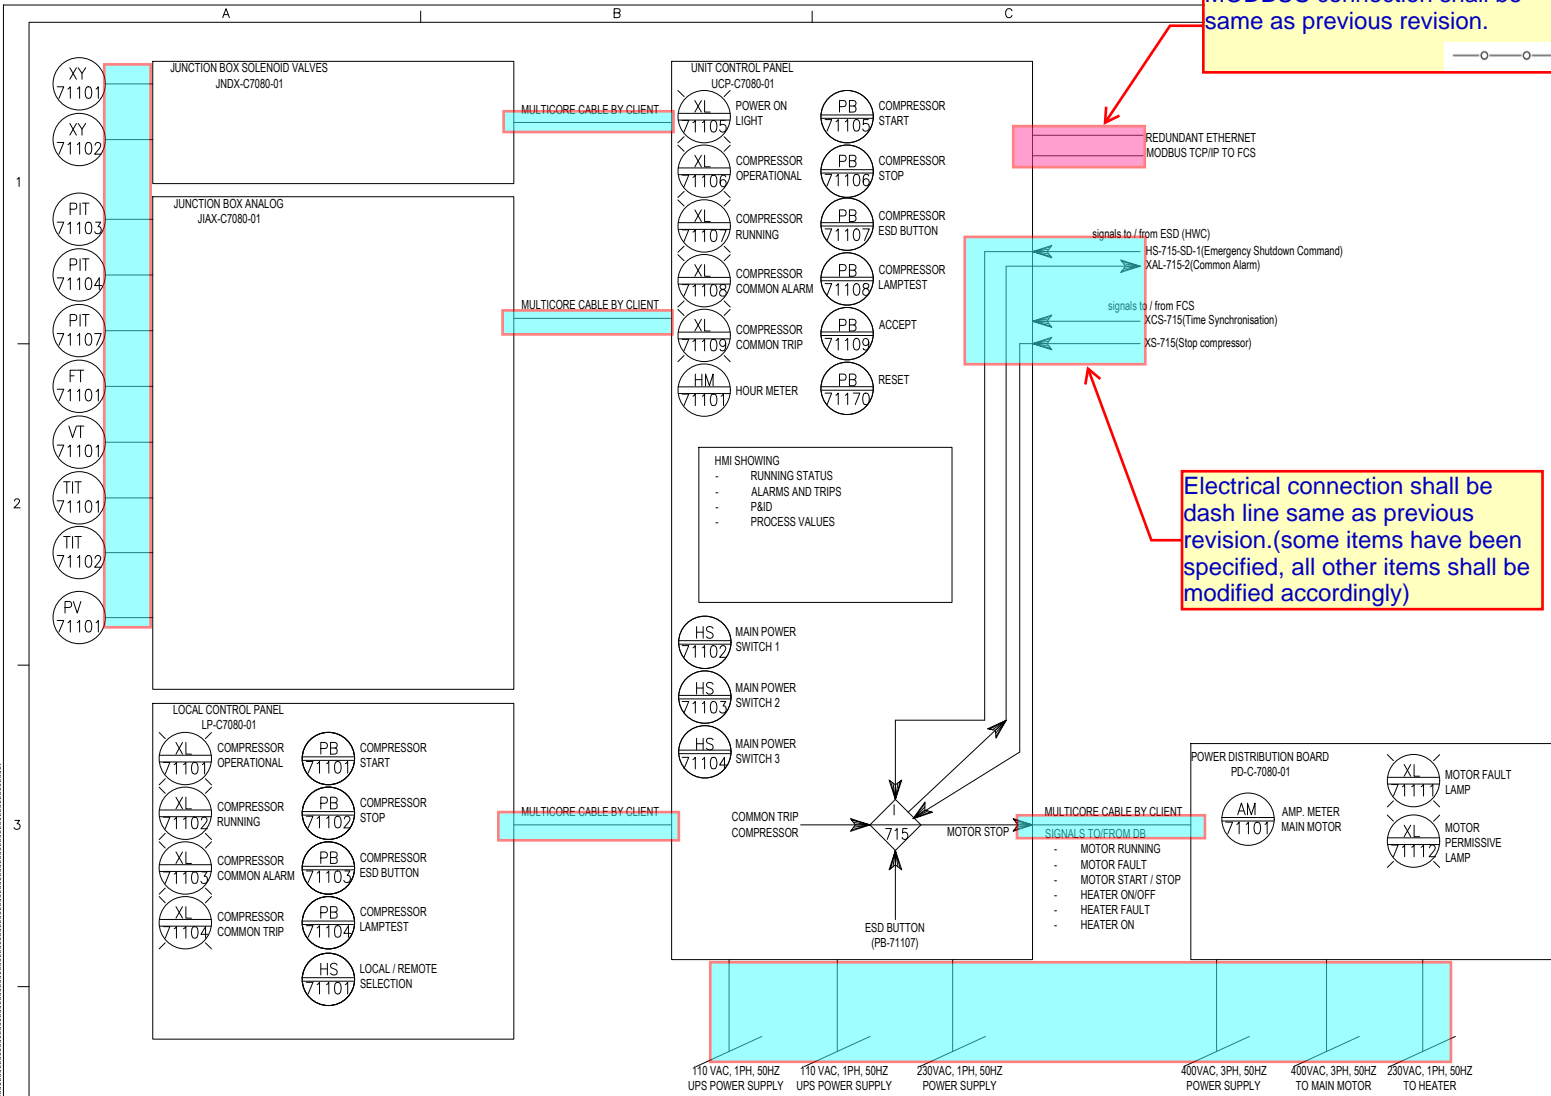 A
B
C
MODBUS connection shall be
same as previous revision.
1
2
3
XY
71101
XY
71102
PIT
71103
PIT
71104
PIT
71107
FT
71101
VT
71101
TIT
71101
TIT
71102
PV
71101
JUNCTION BOX SOLENOID VALVES
JNDX-C7080-01
JUNCTION BOX ANALOG
JIAX-C7080-01
MULTICORE CABLE BY CLIENT
MULTICORE CABLE BY CLIENT
UNIT CONTROL PANEL
UCP-C7080-01
XL
71105
POWER ON
LIGHT
PB
71105
COMPRESSOR
START
XL
71106
COMPRESSOR
OPERATIONAL
PB
71106
COMPRESSOR
STOP
XL
71107
COMPRESSOR
RUNNING
PB
71107
COMPRESSOR
ESD BUTTON
XL
71108
COMPRESSOR
COMMON ALARM
PB
71108
COMPRESSOR
LAMPTEST
XL
71109
COMPRESSOR
COMMON TRIP
PB
71109
ACCEPT
HM
71101
HOUR METER
PB
71170
RESET
REDUNDANT ETHERNET
MODBUS TCP/IP TO FCS
signals to / from ESD (HWC)
HS-715-SD-1(Emergency Shutdown Command)
XAL-715-2(Common Alarm)
signals to / from FCS
XCS-715(Time Synchronisation)
XS-715(Stop compressor)
HMI SHOWING
- RUNNING STATUS
- ALARMS AND TRIPS
- P&ID
- PROCESS VALUES
Electrical connection shall be
dash line same as previous
revision.(some items have been
specified, all other items shall be
modified accordingly)
HS
71102
MAIN POWER
SWITCH 1
HS
71103
MAIN POWER
SWITCH 2
HS
71104
MAIN POWER
SWITCH 3
LOCAL CONTROL PANEL
LP-C7080-01
XL
71101
COMPRESSOR
OPERATIONAL
PB
71101
COMPRESSOR
START
XL
71102
COMPRESSOR
RUNNING
PB
71102
COMPRESSOR
STOP
XL
71103
COMPRESSOR
COMMON ALARM
PB
71103
COMPRESSOR
ESD BUTTON
XL
71104
COMPRESSOR
COMMON TRIP
PB
71104
COMPRESSOR
LAMPTEST
HS
71101
LOCAL / REMOTE
SELECTION
MULTICORE CABLE BY CLIENT
COMMON TRIP
COMPRESSOR
I
715
MOTOR STOP
ESD BUTTON
(PB-71107)
MULTICORE CABLE BY CLIENT
SIGNALS TO/FROM DB
- MOTOR RUNNING
- MOTOR FAULT
- MOTOR START / STOP
- HEATER ON/OFF
- HEATER FAULT
- HEATER ON
POWER DISTRIBUTION BOARD
PD-C-7080-01
AM
71101
AMP. METER
MAIN MOTOR
XL
71111
MOTOR FAULT
LAMP
XL
71112
MOTOR
PERMISSIVE
LAMP
110 VAC, 1PH, 50HZ
UPS POWER SUPPLY
110 VAC, 1PH, 50HZ
UPS POWER SUPPLY
230VAC, 1PH, 50HZ
POWER SUPPLY
400VAC, 3PH, 50HZ
POWER SUPPLY
400VAC, 3PH, 50HZ
TO MAIN MOTOR
230VAC, 1PH, 50HZ
TO HEATER